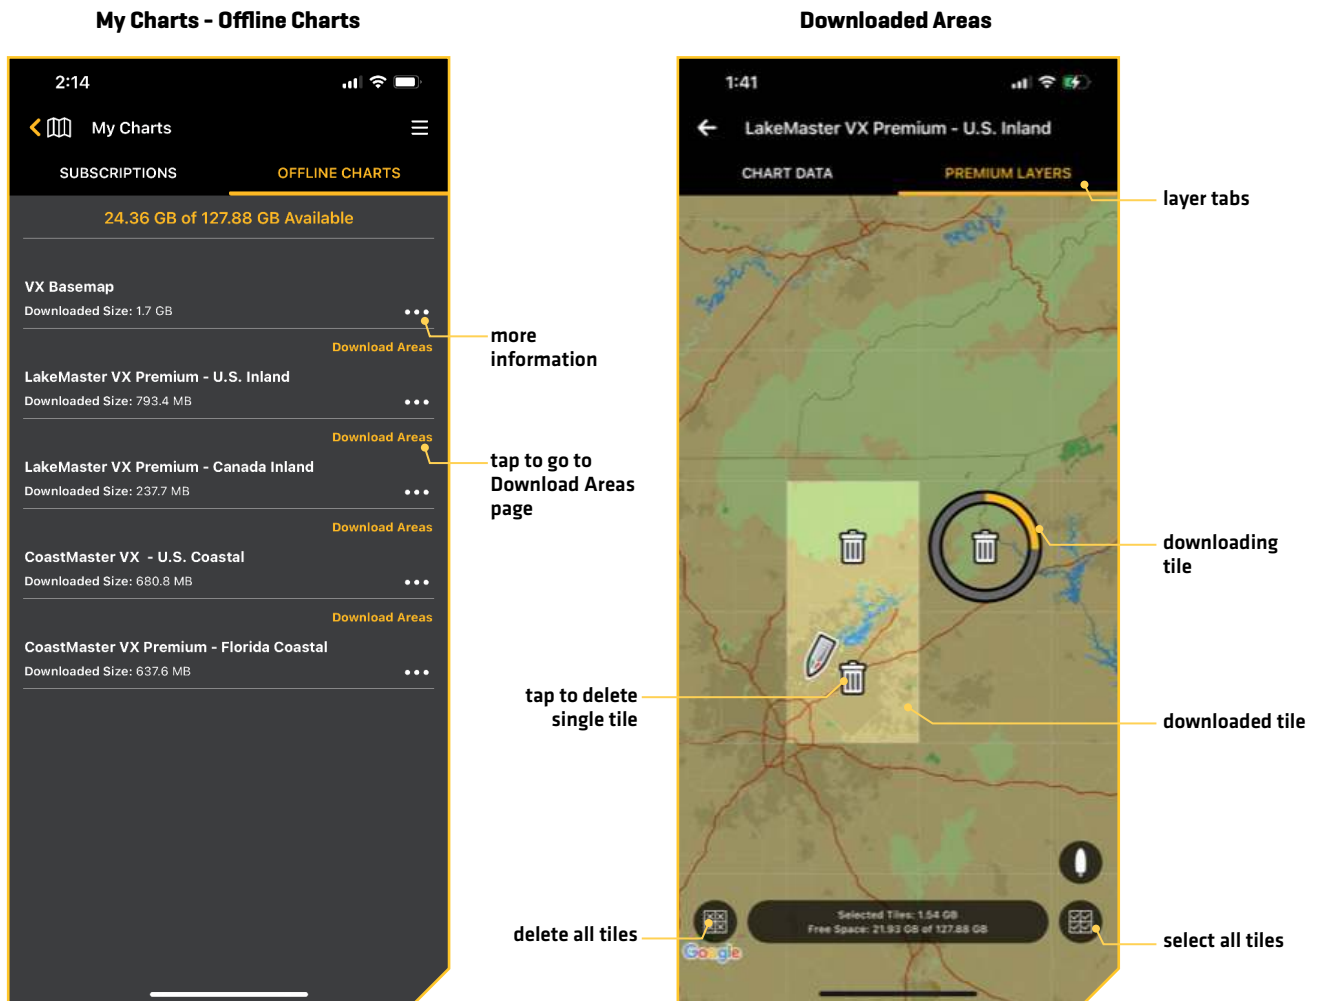 My Charts - Offline Charts
2:14
My Charts
SUBSCRIPTIONS
OFFLINE CHARTS
24.36 GB of 127.88 GB Available
VX Basemap
Downloaded Size: 1.7 GB
Download Areas
LakeMaster VX Premium - U.S. Inland
Downloaded Size: 793.4 MB
Download Areas
LakeMaster VX Premium - Canada Inland
Downloaded Size: 237.7 MB
Download Areas
CoastMaster VX - U.S. Coastal
Downloaded Size: 680.8 MB
Download Areas
CoastMaster VX Premium - Florida Coastal
Downloaded Size: 637.6 MB
more
information
tap to go to
Download Areas
page
Downloaded Areas
1:41
LakeMaster VX Premium - U.S. Inland
CHART DATA
PREMIUM LAYERS
layer tabs
downloading
tile
tap to delete
single tile
downloaded tile
delete all tiles
Selected Tiles: 1.54 GB
Free Space: 21.93 GB of 127.88 GB
select all tiles
Google